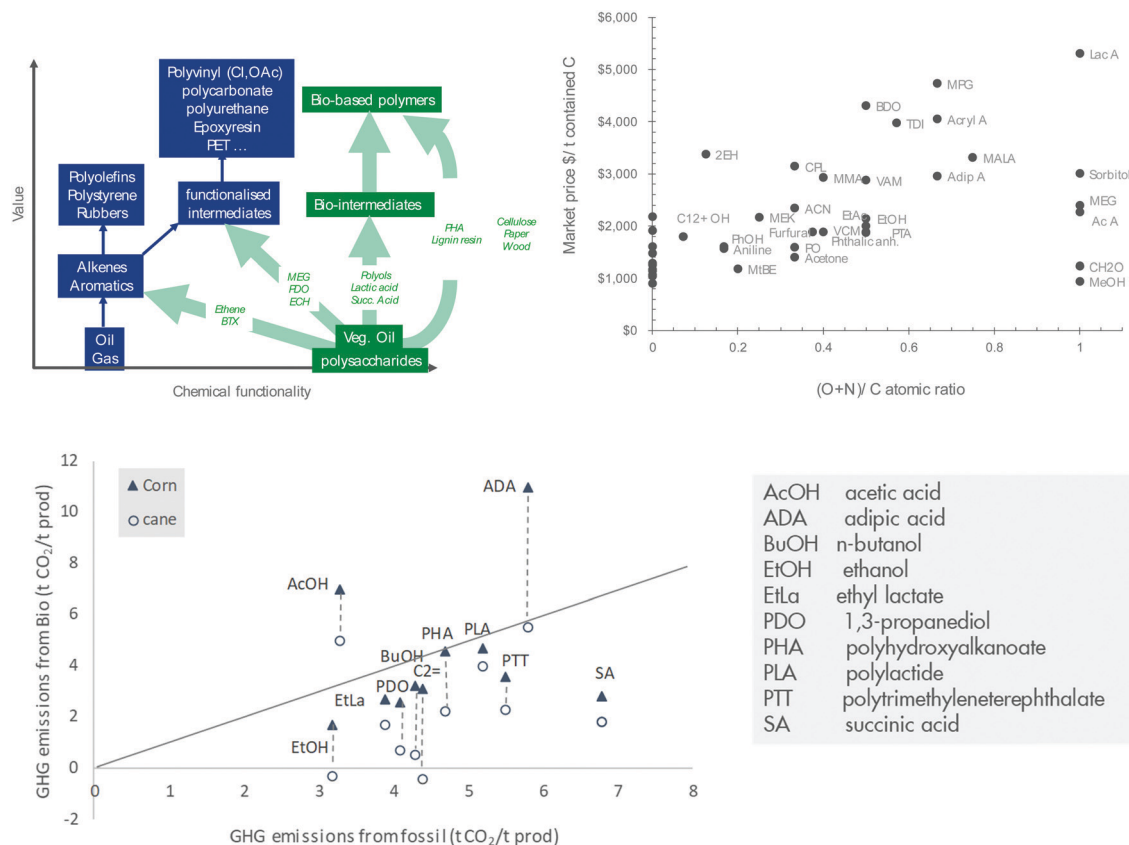 Value
Polyvinyl (Cl,OAc)
polycarbonate
polyurethane
Epoxyresin
PET ...
Bio-based polymers
Polyolefins
Polystyrene
Rubbers
functionalised
intermediates
Bio-intermediates
PHA
Lignin resin
Cellulose
Paper
Wood
Alkenes
Aromatics
MEG
PDO
ECH
Polyols
Lactic acid
Succ. Acid
Ethene
BTX
Oil
Gas
Veg. Oil
polysaccharides
Chemical functionality
Market price $/ t contained C
$6,000
$5,000
$4,000
$3,000
$2,000
$1,000
$0
Lac A
MPG
BDO
TDI
Acryl A
2EH
CPL
MMA
VAM
MALA
Adip A
Sorbitol
MEG
Ac A
C12+ OH
MEK
ACN
EtAc
EtOH
PhOH
Furfural
VCM
PTA
Aniline
PO
Phthalic anh.
Acetone
MtBE
CH2O
MeOH
0
0.2
0.4
0.6
0.8
1
(O+N)/ C atomic ratio
GHG emissions from Bio (t CO2/t prod)
12
10
8
6
4
2
0
-2
Corn
cane
ADA
AcOH
PHA
PLA
BuOH
C2=
PTT
SA
EtLa
PDO
EtOH
0 1 2 3 4 5 6 7 8
GHG emissions from fossil (t CO2/t prod)
AcOH acetic acid
ADA adipic acid
BuOH n-butanol
EtOH ethanol
EtLa ethyl lactate
PDO 1,3-propanediol
PHA polyhydroxyalkanoate
PLA polylactide
PTT polytrimethyleneterephthalate
SA succinic acid